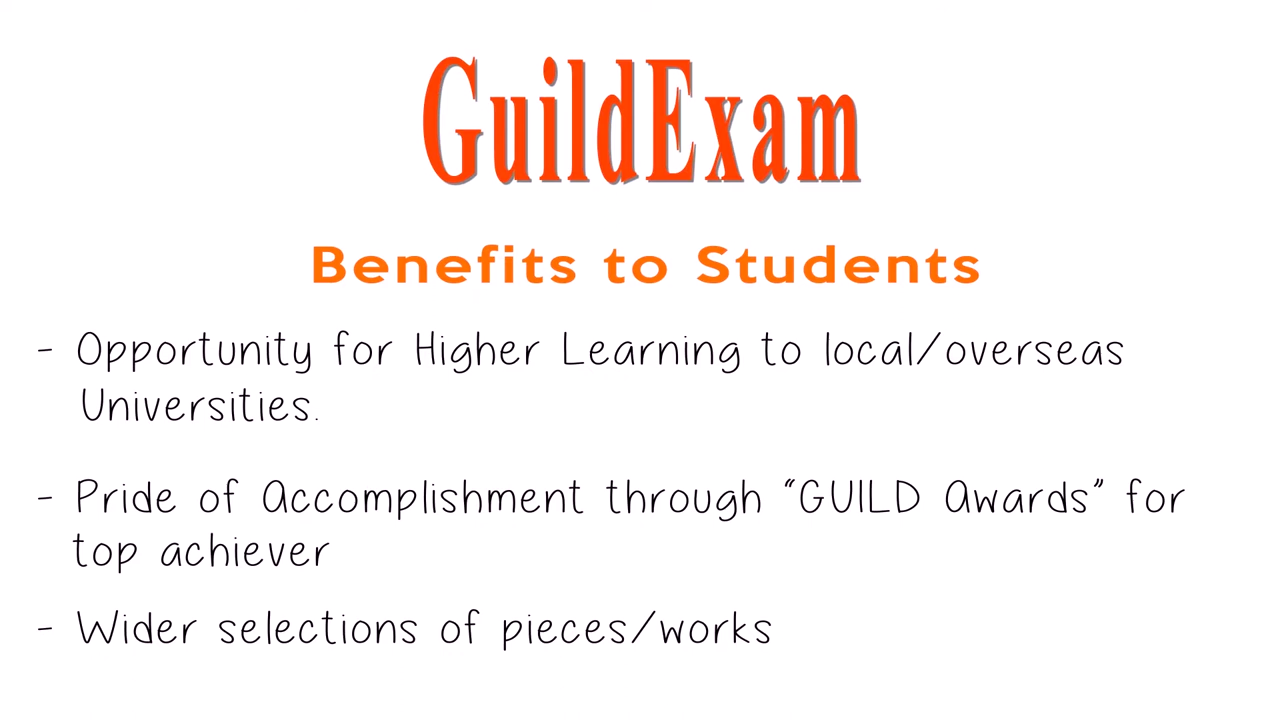 GuildExam
Benefits to Students
- Opportunity for Higher Learning to local/overseas
Universities.
- Pride of Accomplishment through “GUILD Awards” for
top achiever
- Wider selections of pieces/works